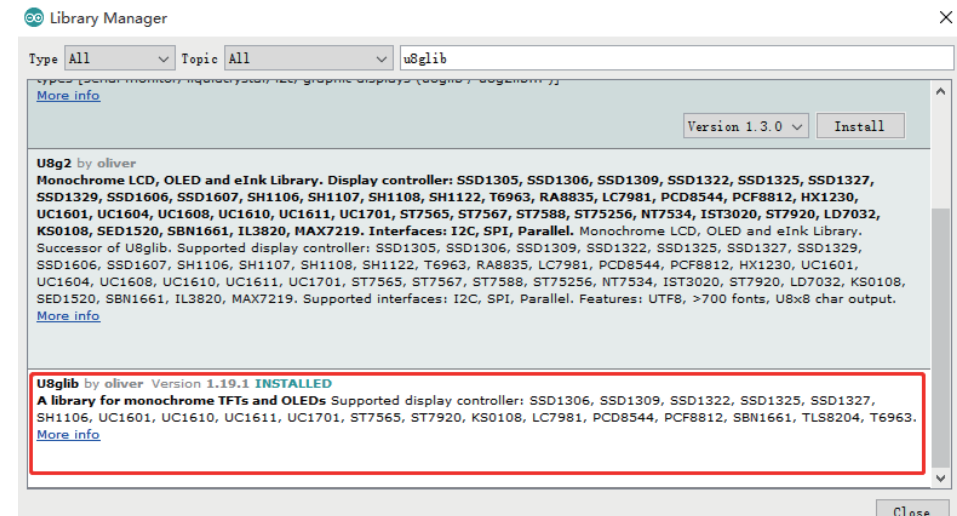 Library Manager
Type All Topic All u8glib
types [serial monitor/ liquidcrystal/ i2c/ graphic displays (u8glib /
More info
Version 1.3.0 Install
U8g2 by oliver
Monochrome LCD, OLED and eInk Library. Display controller: SSD1305, SSD1306, SSD1309, SSD1322, SSD1325, SSD1327,
SSD1329, SSD1606, SSD1607, SH1106, SH1107, SH1108, SH1122, T6963, RA8835, LC7981, PCD8544, PCF8812, HX1230,
UC1601, UC1604, UC1608, UC1610, UC1611, UC1701, ST7565, ST7567, ST7588, ST75256, NT7534, IST3020, ST7920, LD7032,
KS0108, SED1520, SBN1661, IL3820, MAX7219. Interfaces: I2C, SPI, Parallel. Monochrome LCD, OLED and eInk Library.
Successor of U8glib. Supported display controller: SSD1305, SSD1306, SSD1309, SSD1322, SSD1325, SSD1327, SSD1329,
SSD1606, SSD1607, SH1106, SH1107, SH1108, SH1122, T6963, RA8835, LC7981, PCD8544, PCF8812, HX1230, UC1601,
UC1604, UC1608, UC1610, UC1611, UC1701, ST7565, ST7567, ST7588, ST75256, NT7534, IST3020, ST7920, LD7032, KS0108,
SED1520, SBN1661, IL3820, MAX7219. Supported interfaces: I2C, SPI, Parallel. Features: UTF8, >700 fonts, U8x8 char output.
More info
U8glib by oliver Version 1.19.1 INSTALLED
A library for monochrome TFTs and OLEDs Supported display controller: SSD1306, SSD1309, SSD1322, SSD1325, SSD1327,
SH1106, UC1601, UC1610, UC1611, UC1701, ST7565, ST7920, KS0108, LC7981, PCD8544, PCF8812, SBN1661, TLS8204, T6963.
More info
Close